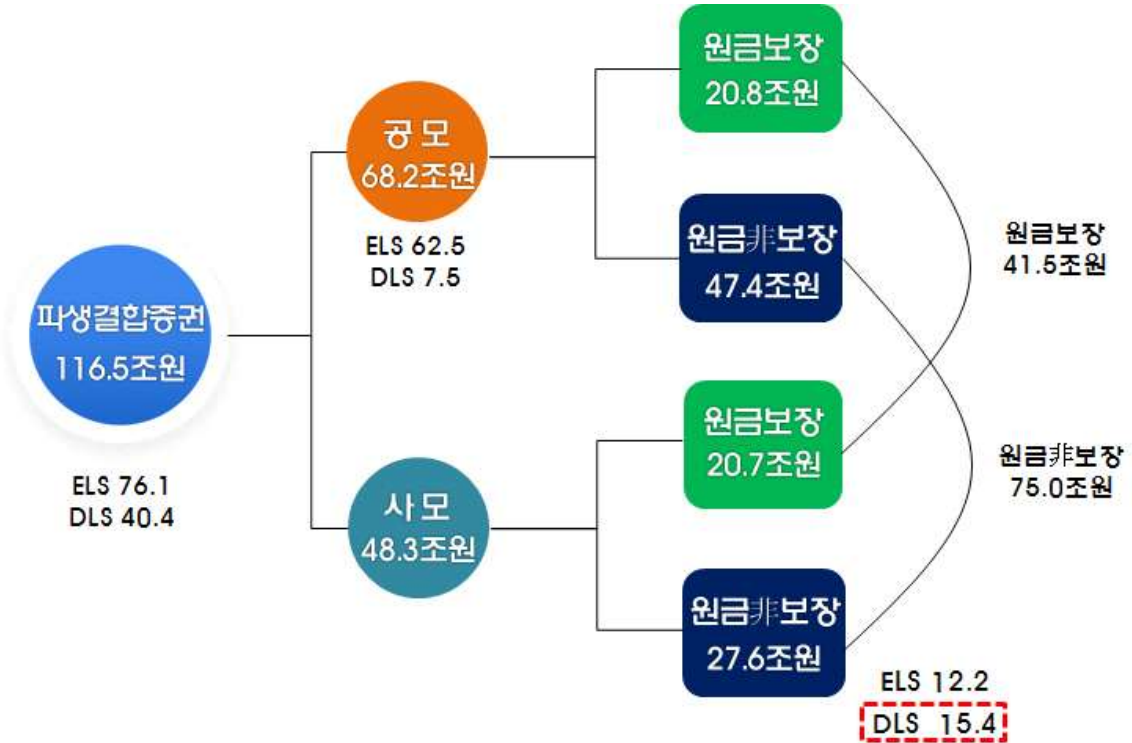 파생결합증권
116.5조원
ELS 76.1
DLS 40.4
공 모
68.2조원
ELS 62.5
DLS 7.5
사 모
48.3조원
원금보장
20.8조원
원금非보장
47.4조원
원금보장
20.7조원
원금非보장
27.6조원
ELS 12.2
DLS 15.4
원금보장
41.5조원
원금非보장
75.0조원